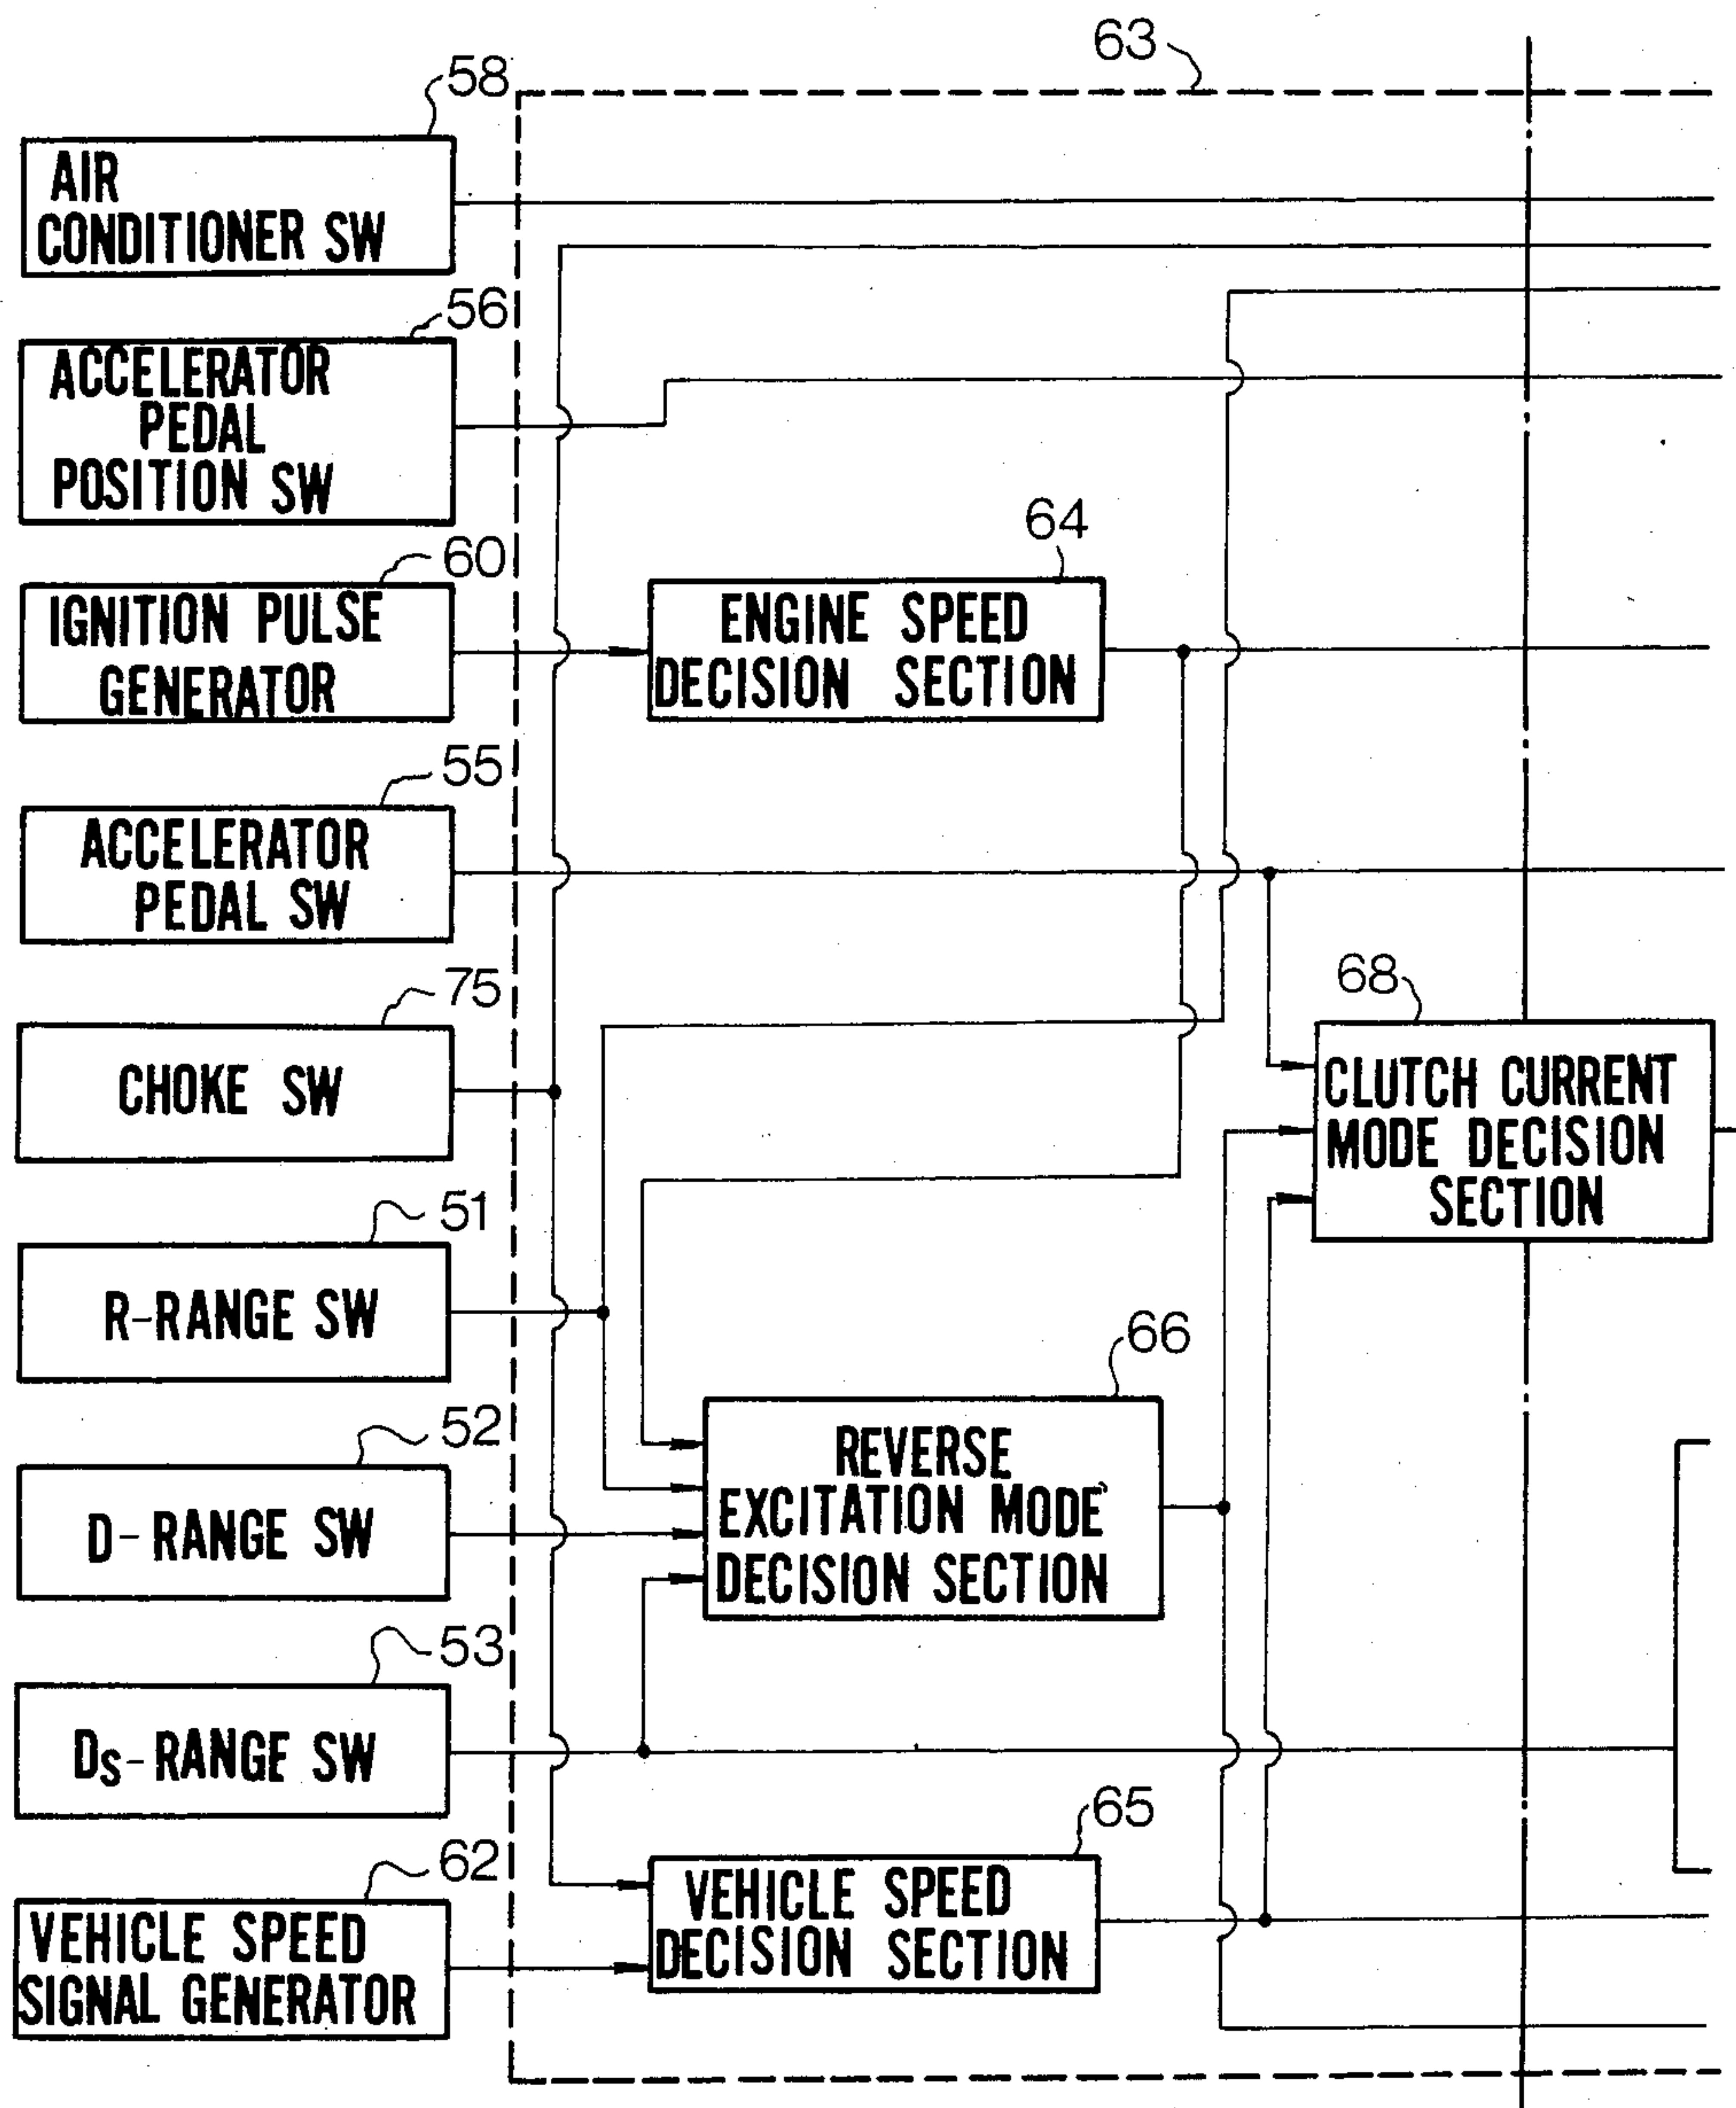 63
58
AIR
CONDITIONER SW
56
ACCELERATOR
PEDAL
POSITION SW
60
IGNITION PULSE
GENERATOR
64
ENGINE SPEED
DECISION SECTION
55
ACCELERATOR
PEDAL SW
75
CHOKE SW
68
CLUTCH CURRENT
MODE DECISION
SECTION
51
R-RANGE SW
66
REVERSE
EXCITATION MODE
DECISION SECTION
52
D-RANGE SW
53
Ds-RANGE SW
65
VEHICLE SPEED
DECISION SECTION
62
VEHICLE SPEED
SIGNAL GENERATOR